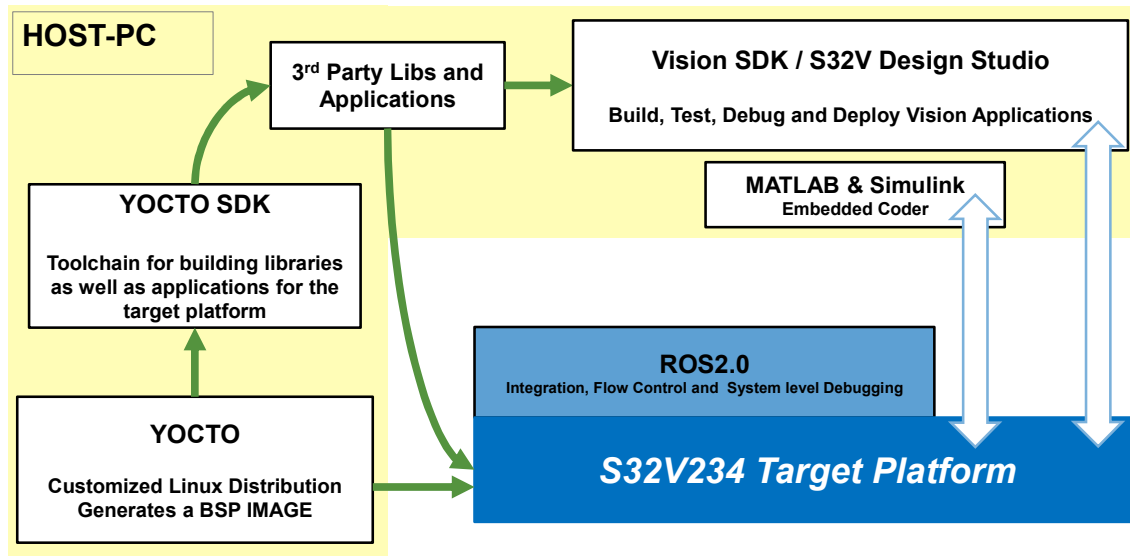 HOST-PC
3rd Party Libs and
Applications
Vision SDK / S32V Design Studio
Build, Test, Debug and Deploy Vision Applications
MATLAB & Simulink
Embedded Coder
YOCTO SDK
Toolchain for building libraries
as well as applications for the
target platform
ROS2.0
Integration, Flow Control and System level Debugging
YOCTO
Customized Linux Distribution
Generates a BSP IMAGE
S32V234 Target Platform